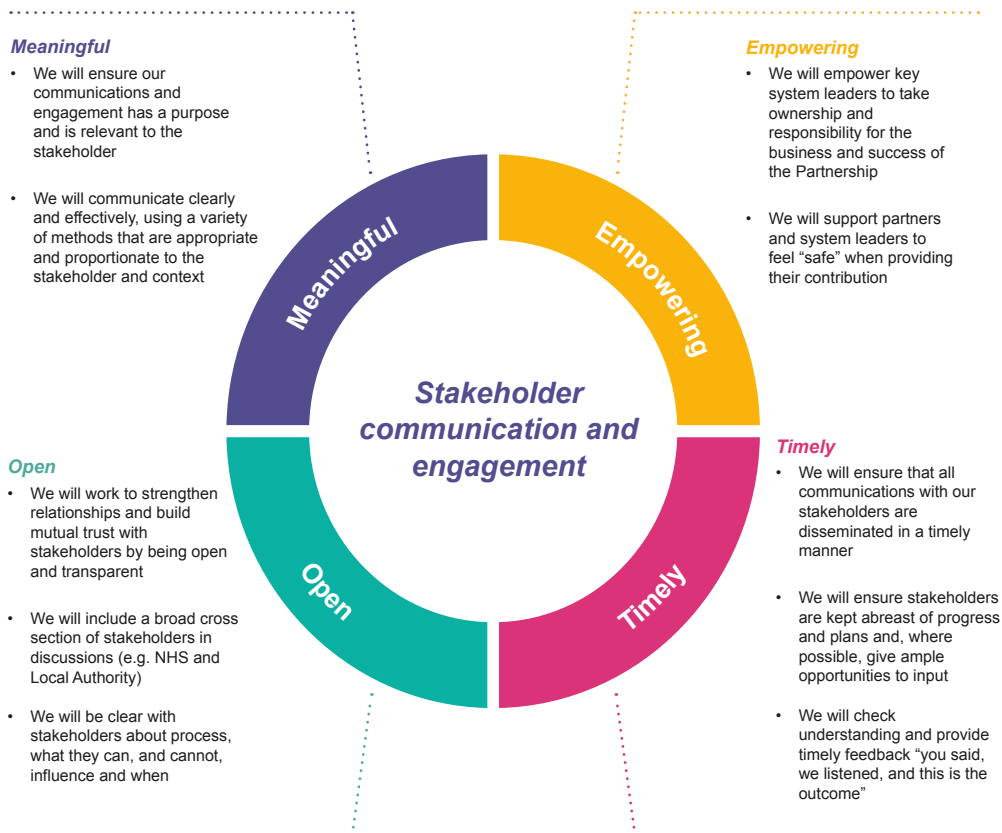 Meaningful
• We will ensure our
communications and
engagement has a purpose
and is relevant to the
stakeholder
• We will communicate clearly
and effectively, using a variety
of methods that are appropriate
and proportionate to the
stakeholder and context
Empowering
• We will empower key
system leaders to take
ownership and
responsibility for the
business and success of
the Partnership
• We will support partners
and system leaders to
feel “safe” when providing
their contribution
Meaningful
Empowering
Stakeholder
communication and
engagement
Open
Timely
Open
• We will work to strengthen
relationships and build
mutual trust with
stakeholders by being open
and transparent
• We will include a broad cross
section of stakeholders in
discussions (e.g. NHS and
Local Authority)
• We will be clear with
stakeholders about process,
what they can, and cannot,
influence and when
Timely
• We will ensure that all
communications with our
stakeholders are
disseminated in a timely
manner
• We will ensure stakeholders
are kept abreast of progress
and plans and, where
possible, give ample
opportunities to input
• We will check
understanding and provide
timely feedback “you said,
we listened, and this is the
outcome”